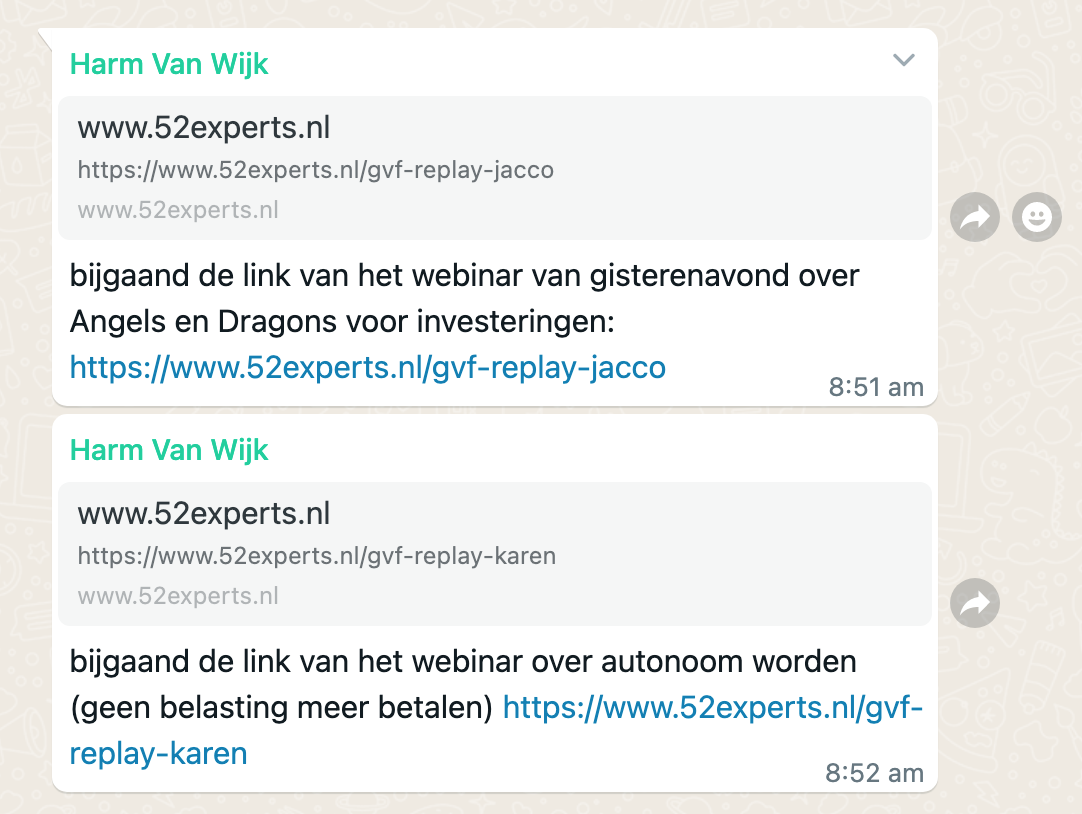 Harm Van Wijk
www.52experts.nl
https://www.52experts.nl/gvf-replay-jacco
www.52experts.nl
bijgaand de link van het webinar van gisterenavond over
Angels en Dragons voor investeringen:
https://www.52experts.nl/gvf-replay-jacco
8:51 am
Harm Van Wijk
www.52experts.nl
https://www.52experts.nl/gvf-replay-karen
www.52experts.nl
bijgaand de link van het webinar over autonoom worden
(geen belasting meer betalen) https://www.52experts.nl/gvf-
replay-karen
8:52 am